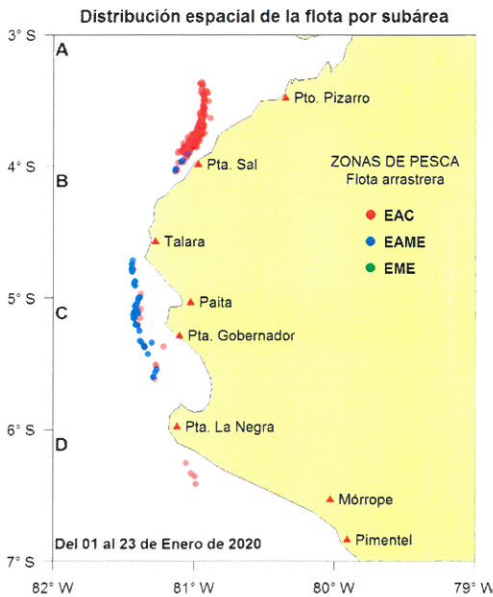 Distribución espacial de la flota por subárea
3° S
A
Pto. Pizarro
4° S
Pta. Sal
B
ZONAS DE PESCA
Flota arrastrera
EAC
EAME
EME
Talara
5° S
C
Paita
Pta. Gobernador
6° S
Pta. La Negra
D
Mórrope
Pimentel
Del 01 al 23 de Enero de 2020
7° S
82° W
81° W
80° W
79° W